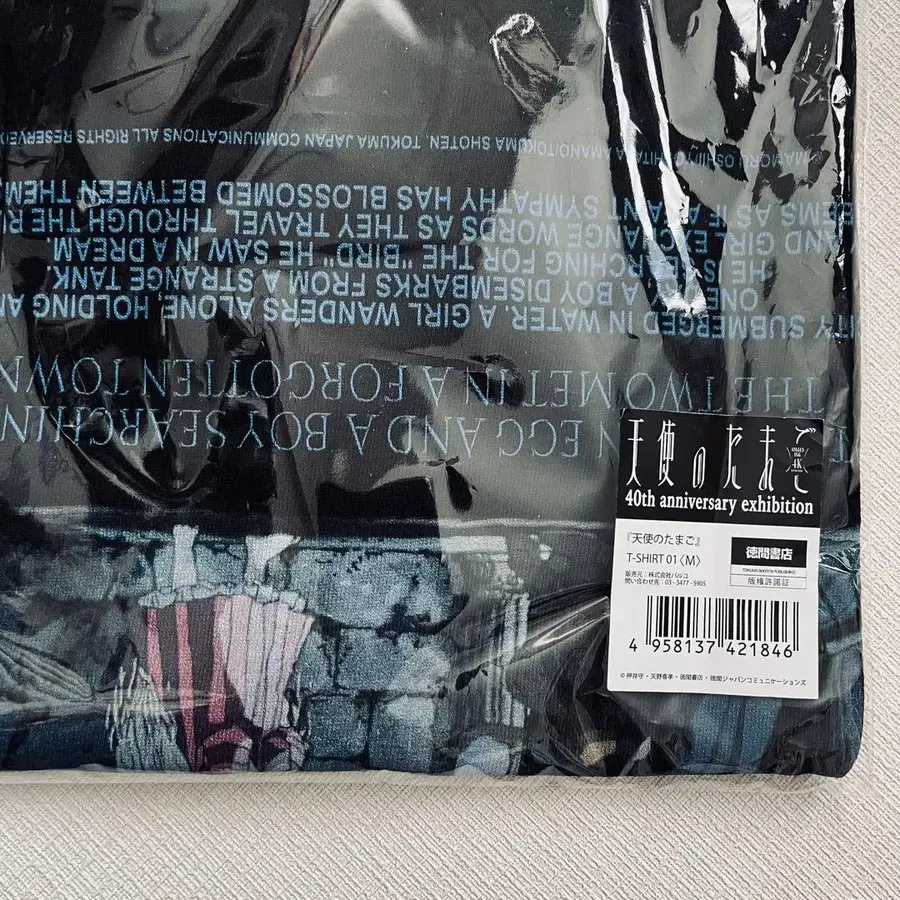 EGG AND A BOY SEARCHIN
THE TWO MET IN A FORGOTTEN TOWN
ITY SUBMERGED IN WATER. A GIRL WANDERS ALONE, HOLDING AN
ONE A BOY DISEMBARKS FROM A STRANGE TANK.
HE IS SEARCHING FOR THE "BIRD" HE SAW IN A DREAM.
AND GIRL EXCHANGE WORDS AS THEY TRAVEL THROUGH THE R
EEMS AS IF A SYMPATHY HAS BLOSSOMED BETWEEN THEM
MAMORU OSHII AMANO/TOKUMA SHOTEN, TOKUMA JAPAN COMMUNICATIONS ALL RIGHTS RESERVED
天使のたまご
ANGEL'S EGG 4K
40th anniversary exhibition
『天使のたまご』
T-SHIRT 01〈M〉
販売元：株式会社パルコ
問い合わせ先：03-3477-5905
徳間書店
TOKUMA SHOTEN PUBLISHING
版権許諾証
4 958137 421846
© 押井守・天野喜孝・徳間書店・徳間ジャパンコミュニケーションズ